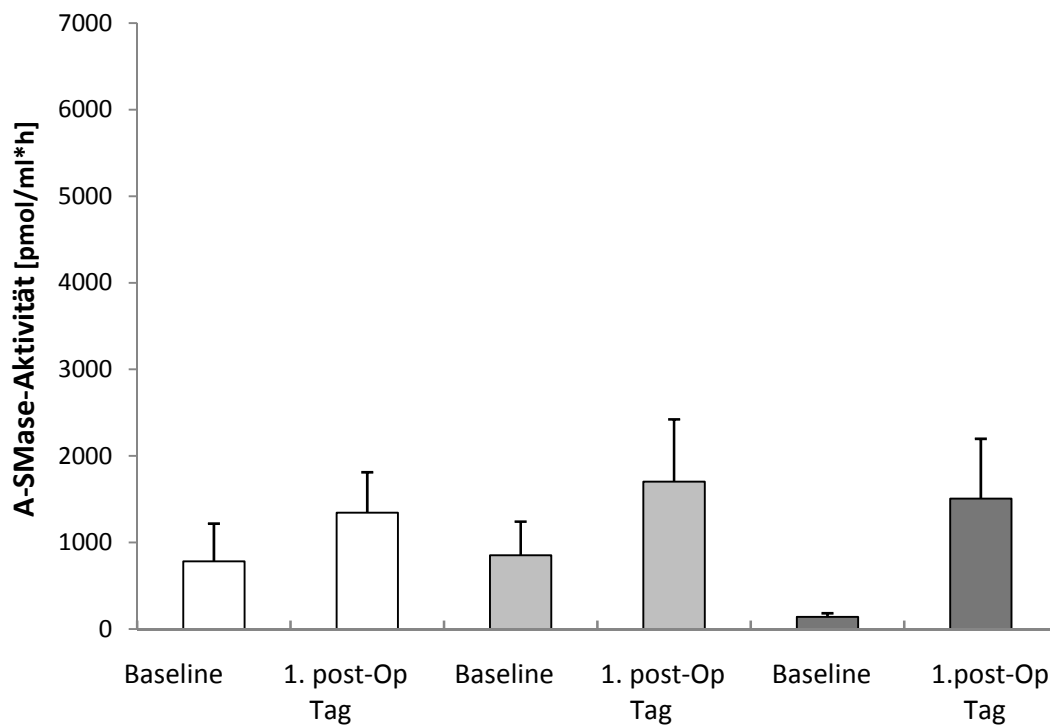 A-SMase-Aktivität [pmol/ml*h]
7000
6000
5000
4000
3000
2000
1000
0
Baseline
1. post-Op
Tag
Baseline
1. post-Op
Tag
Baseline
1.post-Op
Tag